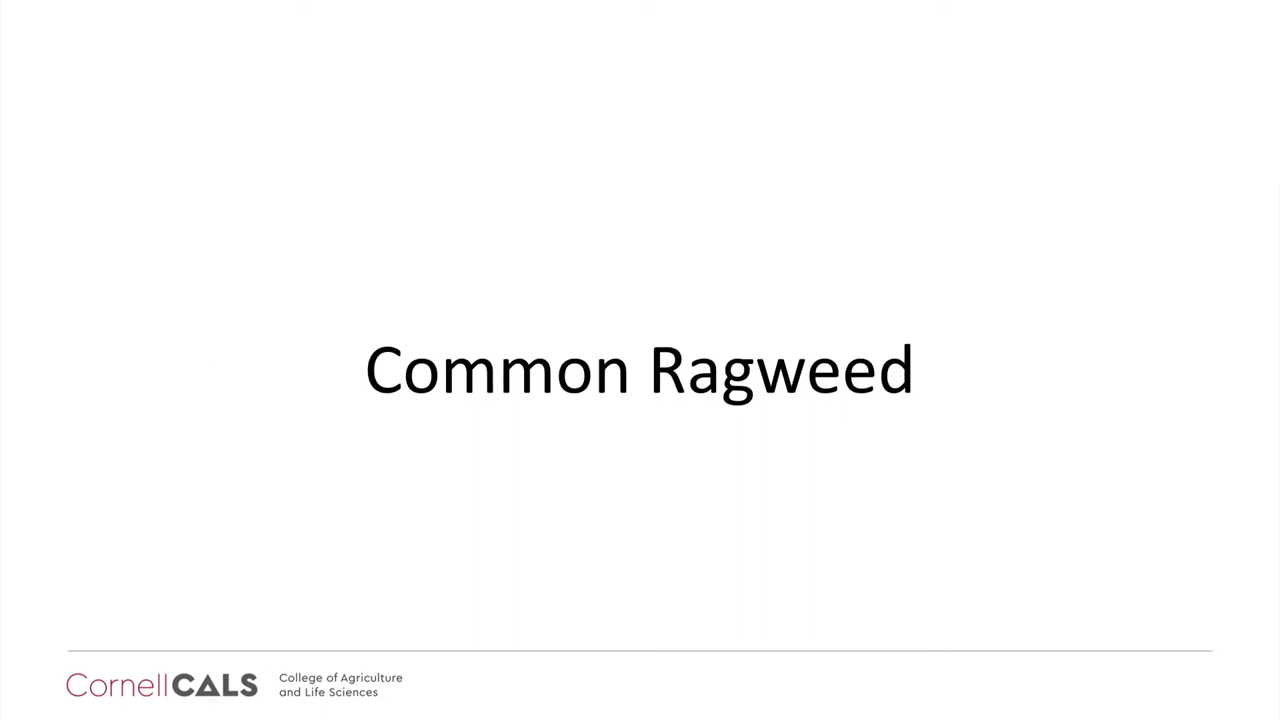 Common Ragweed
CornellCALS
College of Agriculture
and Life Sciences